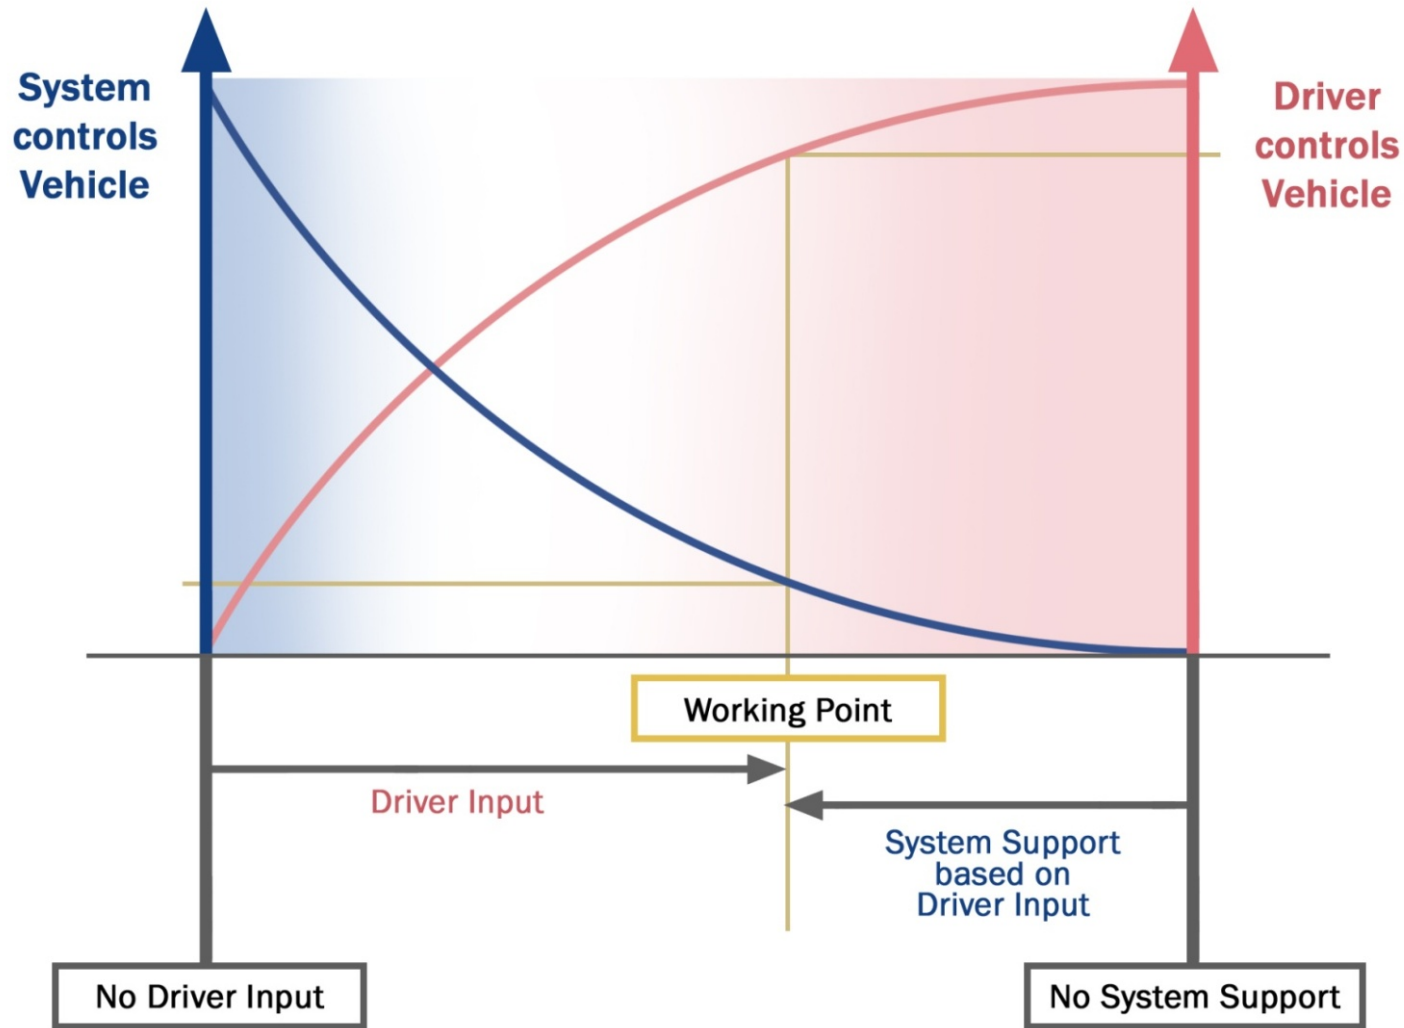 System
controls
Vehicle
Driver
controls
Vehicle
Working Point
Driver Input
System Support
based on
Driver Input
No Driver Input
No System Support